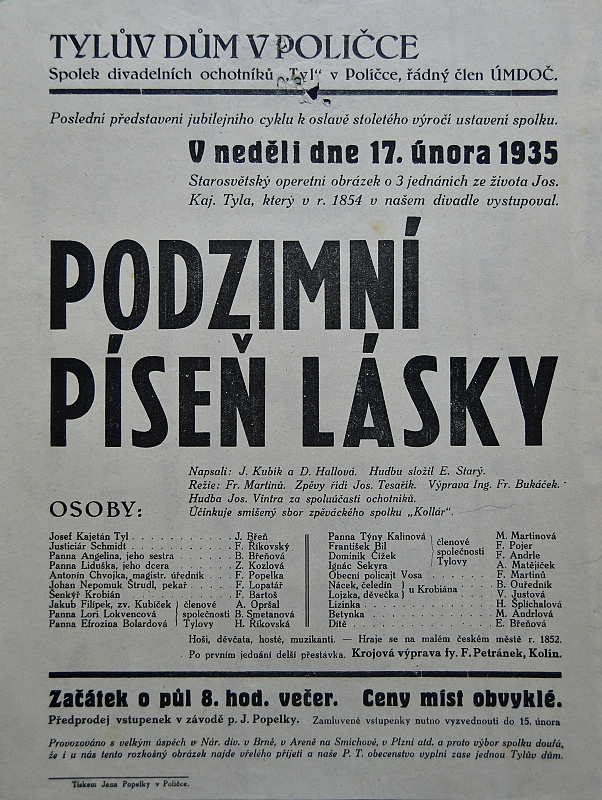 TYLŮV DŮM V POLIČCE
Spolek divadelních ochotníků „Tyl“ v Poličce, řádný člen ÚMDOČ.
Poslední představení jubilejního cyklu k oslavě stoletého výročí ustavení spolku.
V neděli dne 17. února 1935
Starosvětský operetní obrázek o 3 jednáních ze života Jos.
Kaj. Tyla, který v r. 1854 v našem divadle vystupoval.
PODZIMNÍ
PÍSEŇ LÁSKY
Napsali: J. Kubík a D. Hallová. Hudbu složil E. Starý.
Režie: Fr. Martinů. Zpěvy řídí Jos. Tesařík. Výprava Ing. Fr. Bukáček.
Hudba Jos. Vintra za spoluúčasti ochotníků.
Účinkuje smíšený sbor zpěváckého spolku „Kollár“.
OSOBY:
Josef Kajetán Tyl - - - - - J. Břeň
Justiciár Schmidt - - - - - F. Říkovský
Panna Angelina, jeho sestra - - - B. Břeňová
Panna Liduška, jeho dcera - - - Z. Kozlová
Antonín Chvojka, magistr. úředník - F. Popelka
Johan Nepomuk Štrudl, pekař - - F. Lopatář
Šenkýř Krobián - - - - - F. Bartoš
Jakub Filípek, zv. Kubíček } členové A. Opršal
Panna Lori Lokvencová } společnosti B. Smetanová
Panna Efrozina Bolardová } Tylovy H. Říkovská
Panna Týny Kalinová } členové M. Martinová
František Bíl } společnosti F. Pojer
Dominik Čížek } Tylovy F. Andrle
Ignác Sekyra A. Matějíček
Obecní policajt Vosa - - - F. Martinů
Nácek, čeledín } u Krobiána - B. Ouředník
Lojzka, děvečka } - V. Justová
Lizinka - - - - - H. Šplíchalová
Betynka - - - - - M. Andrlová
Dítě - - - - - E. Břeňová
Hoši, děvčata, hosté, muzikanti. — Hraje se na malém českém městě r. 1852.
Po prvním jednání delší přestávka. Krojová výprava fy. F. Petránek, Kolín.
Začátek o půl 8. hod. večer. Ceny míst obvyklé.
Předprodej vstupenek v závodě p. J. Popelky. Zamluvené vstupenky nutno vyzvednouti do 15. února
Provozováno s velkým úspěch v Nár. div. v Brně, v Areně na Smíchově, v Plzni atd. a proto výbor spolku doufá,
že i u nás tento rozkošný obrázek najde vřelého přijetí a naše P. T. obecenstvo vyplní zase jednou Tylův dům.
Tiskem Jana Popelky v Poličce.